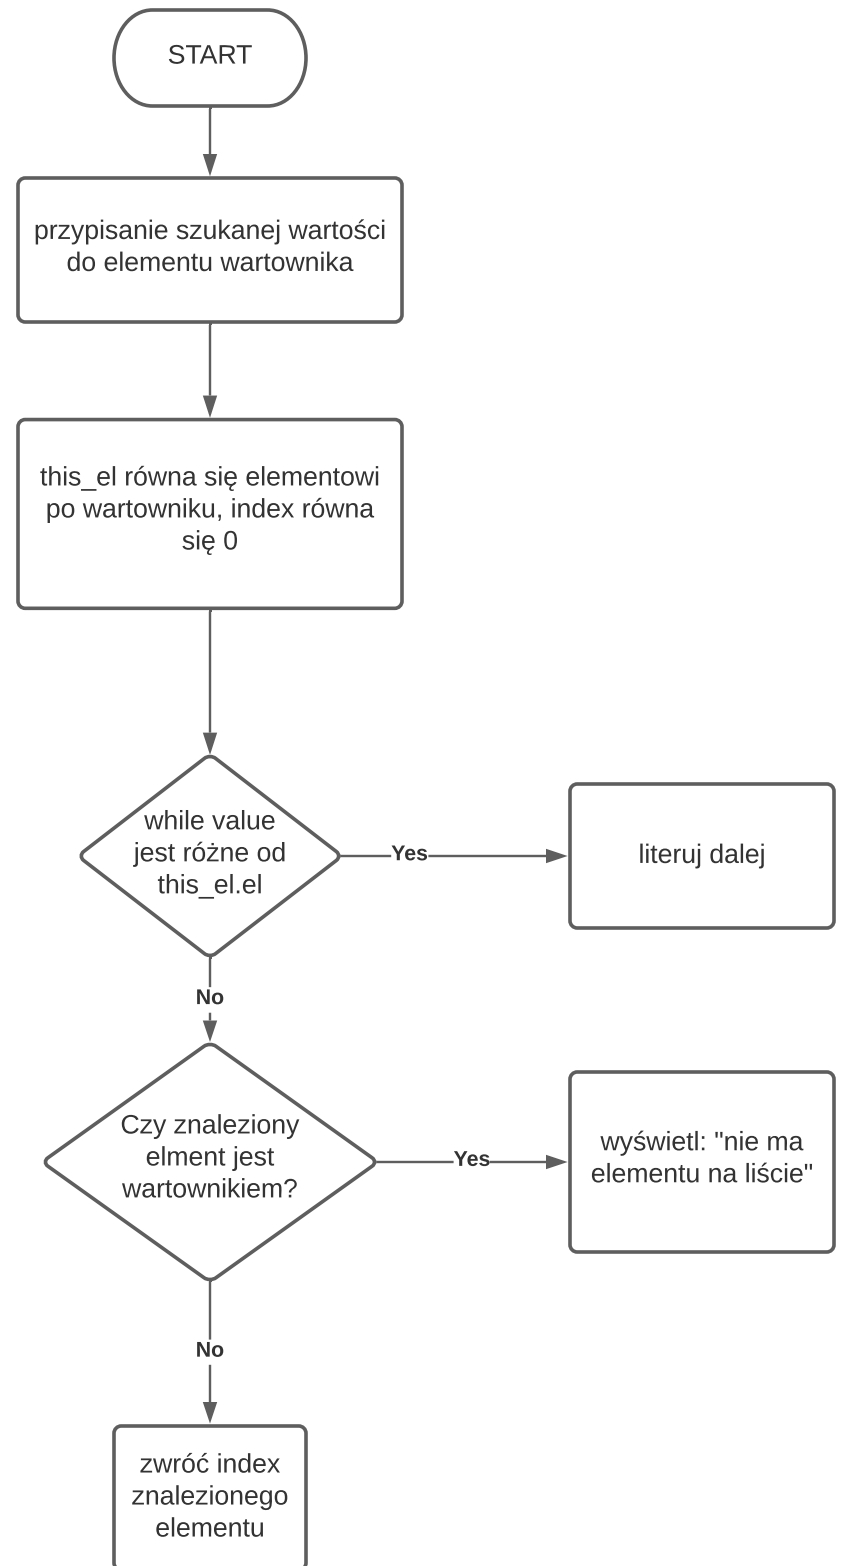 START
przypisanie szukanej wartości
do elementu wartownika
this_el równa się elementowi
po wartowniku, index równa
się 0
while value
jest różne od
this_el.el
Yes
literuj dalej
No
Czy znaleziony
elment jest
wartownikiem?
Yes
wyświetl: "nie ma
elementu na liście"
No
zwróć index
znalezionego
elementu